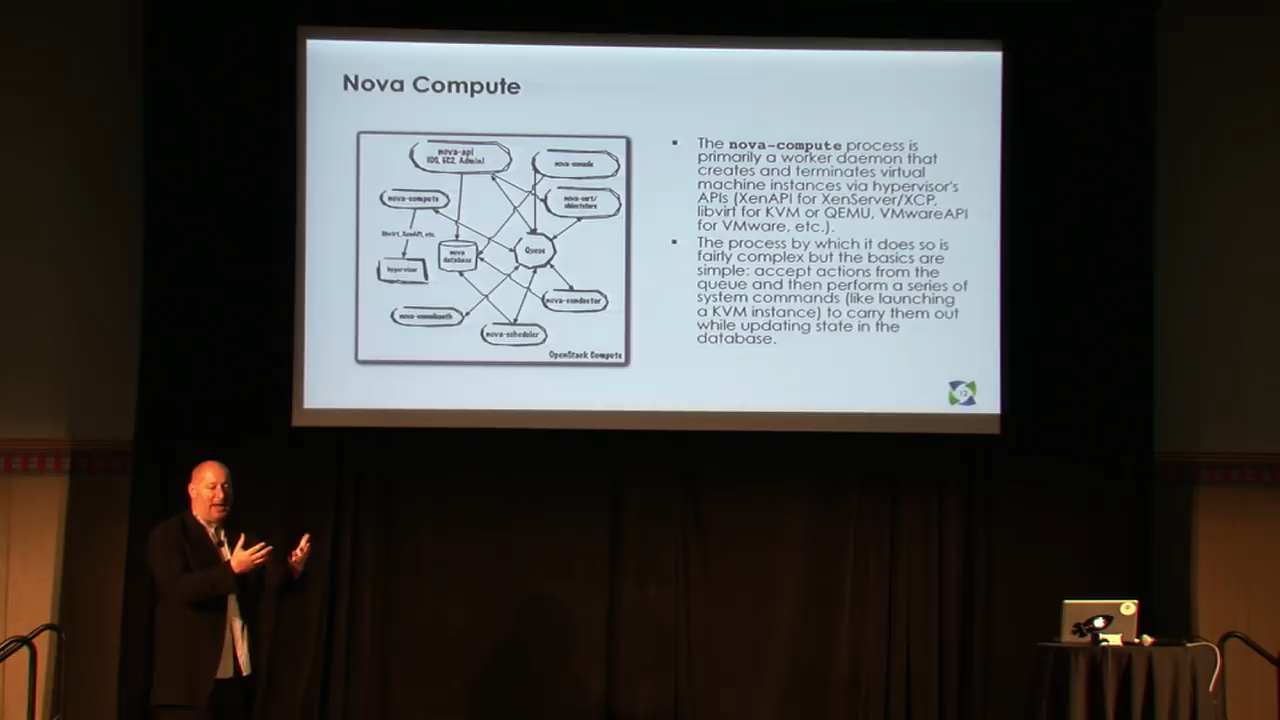 Nova Compute
nova-api
(OS, EC2, Admin)
nova-console
nova-compute
nova-cert/
objectstore
libvirt, XenAPI, etc.
nova
database
Queue
hypervisor
nova-conductor
nova-consoleauth
nova-scheduler
OpenStack Compute
The nova-compute process is
primarily a worker daemon that
creates and terminates virtual
machine instances via hypervisor's
APIs (XenAPI for XenServer/XCP,
libvirt for KVM or QEMU, VMwareAPI
for VMware, etc.).
The process by which it does so is
fairly complex but the basics are
simple: accept actions from the
queue and then perform a series of
system commands (like launching
a KVM instance) to carry them out
while updating state in the
database.
12